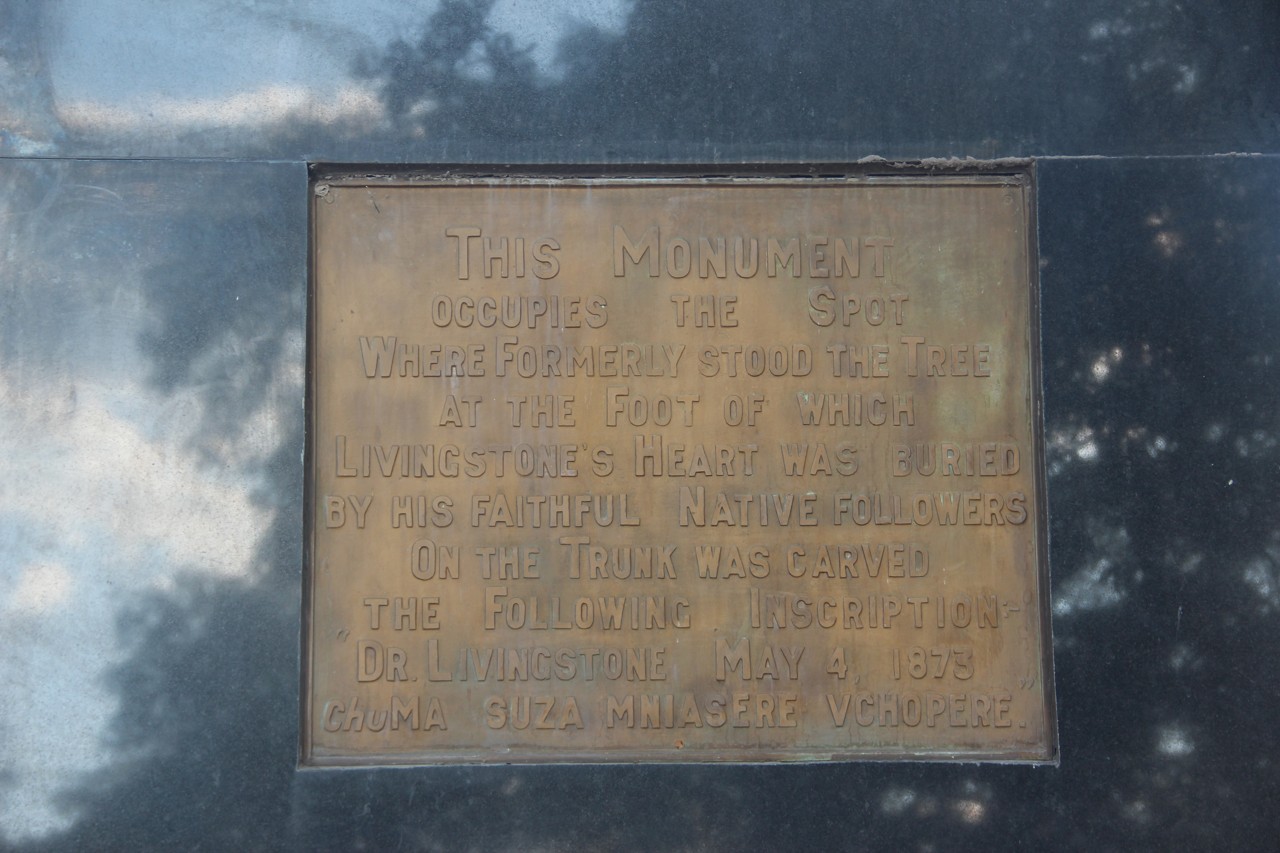 THIS MONUMENT
OCCUPIES THE SPOT
WHERE FORMERLY STOOD THE TREE
AT THE FOOT OF WHICH
LIVINGSTONE'S HEART WAS BURIED
BY HIS FAITHFUL NATIVE FOLLOWERS
ON THE TRUNK WAS CARVED
THE FOLLOWING INSCRIPTION:-
"DR. LIVINGSTONE MAY 4, 1873
chuMA SUZA MNIASERE VCHOPERE."